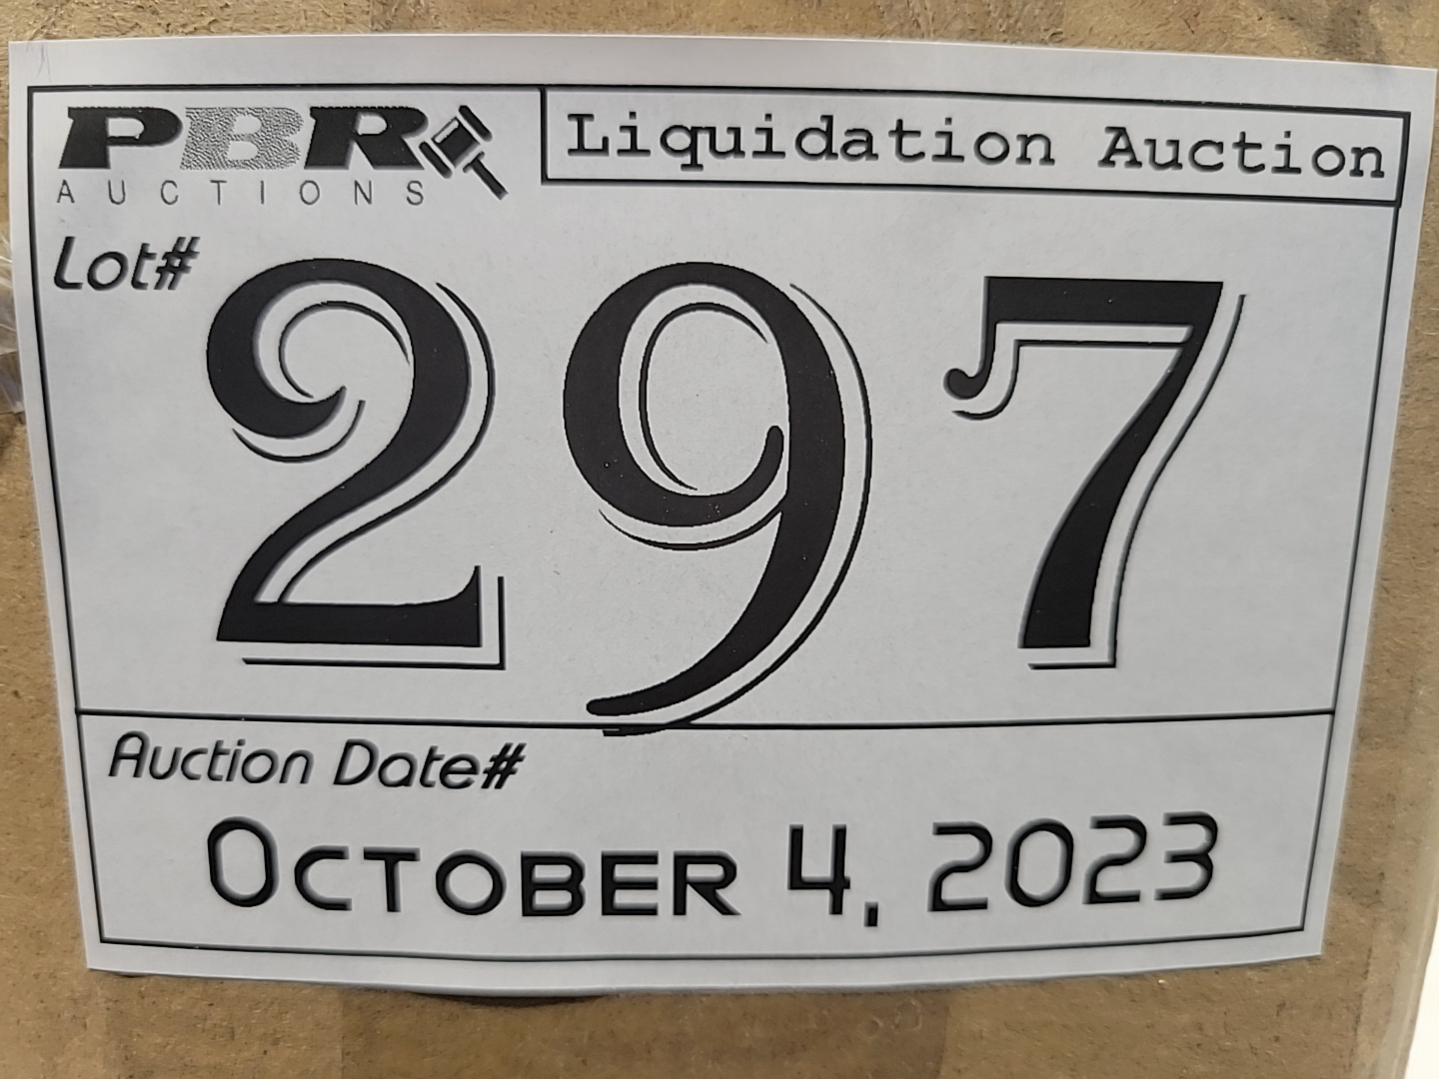 PBR
AUCTIONS
Liquidation Auction
Lot#
297
Auction Date#
OCTOBER 4, 2023